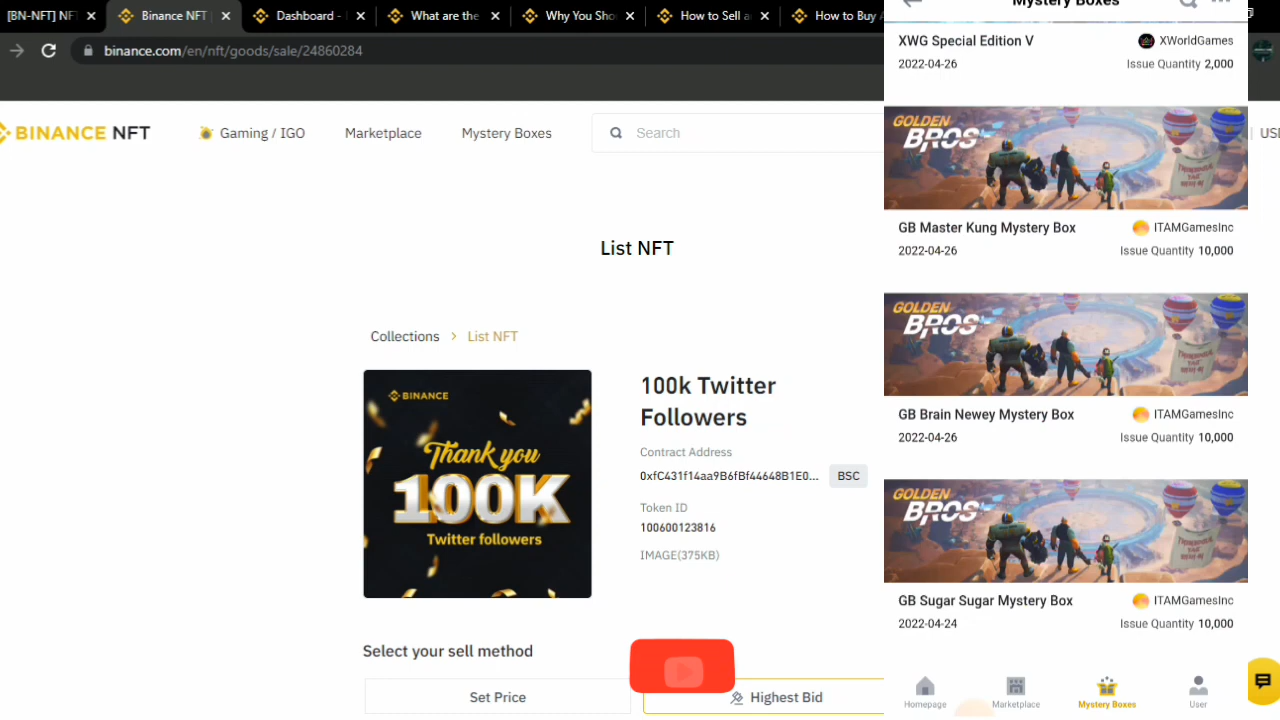 [BN-NFT] NFT
Binance NFT
Dashboard -
What are the
Why You Sho
How to Sell a
How to Buy
binance.com/en/nft/goods/sale/24860284
BINANCE NFT
Gaming / IGO
Marketplace
Mystery Boxes
Search
List NFT
Collections > List NFT
BINANCE
Thank you
100K
Twitter followers
100k Twitter
Followers
Contract Address
0xfC431f14aa9B6fBf44648B1E0...
BSC
Token ID
100600123816
IMAGE(375KB)
Select your sell method
Set Price
Highest Bid
Mystery Boxes
XWG Special Edition V
XWorldGames
2022-04-26
Issue Quantity 2,000
GOLDEN
BROS
GB Master Kung Mystery Box
ITAMGamesInc
2022-04-26
Issue Quantity 10,000
GOLDEN
BROS
GB Brain Newey Mystery Box
ITAMGamesInc
2022-04-26
Issue Quantity 10,000
GOLDEN
BROS
GB Sugar Sugar Mystery Box
ITAMGamesInc
2022-04-24
Issue Quantity 10,000
Homepage
Marketplace
Mystery Boxes
User